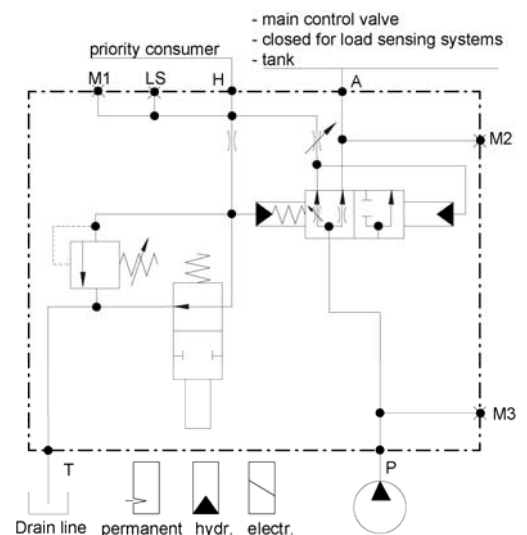 - main control valve
- closed for load sensing systems
- tank
priority consumer
M1 LS H A
M2
M3
T P
Drain line permanent hydr. electr.